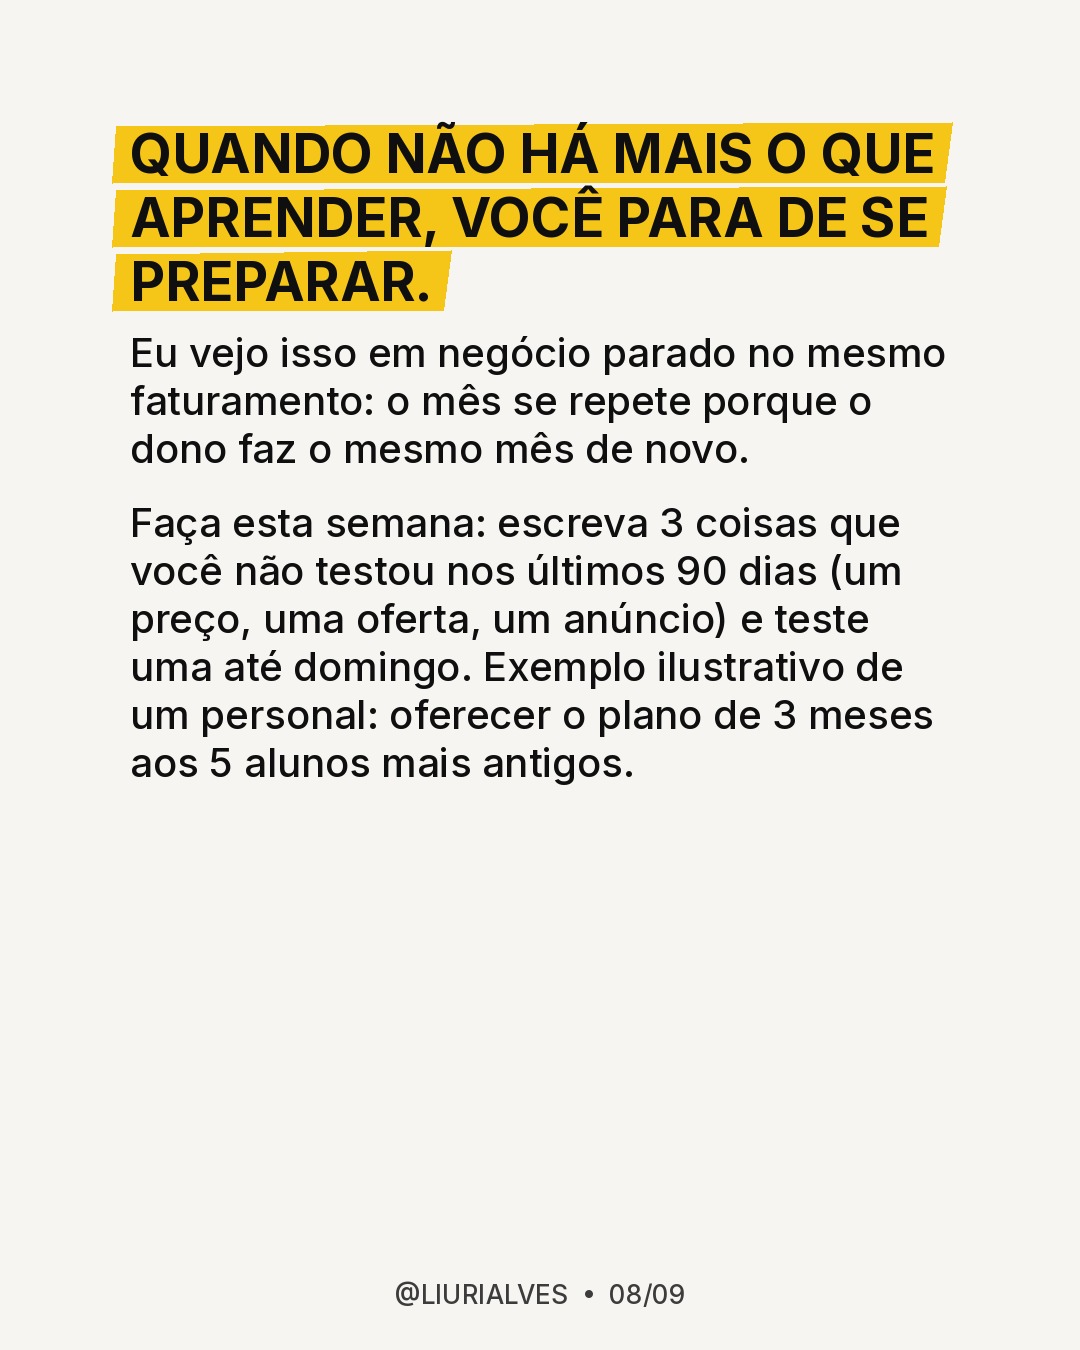 QUANDO NÃO HÁ MAIS O QUE
APRENDER, VOCÊ PARA DE SE
PREPARAR.
Eu vejo isso em negócio parado no mesmo
faturamento: o mês se repete porque o
dono faz o mesmo mês de novo.
Faça esta semana: escreva 3 coisas que
você não testou nos últimos 90 dias (um
preço, uma oferta, um anúncio) e teste
uma até domingo. Exemplo ilustrativo de
um personal: oferecer o plano de 3 meses
aos 5 alunos mais antigos.
@LIURIALVES • 08/09